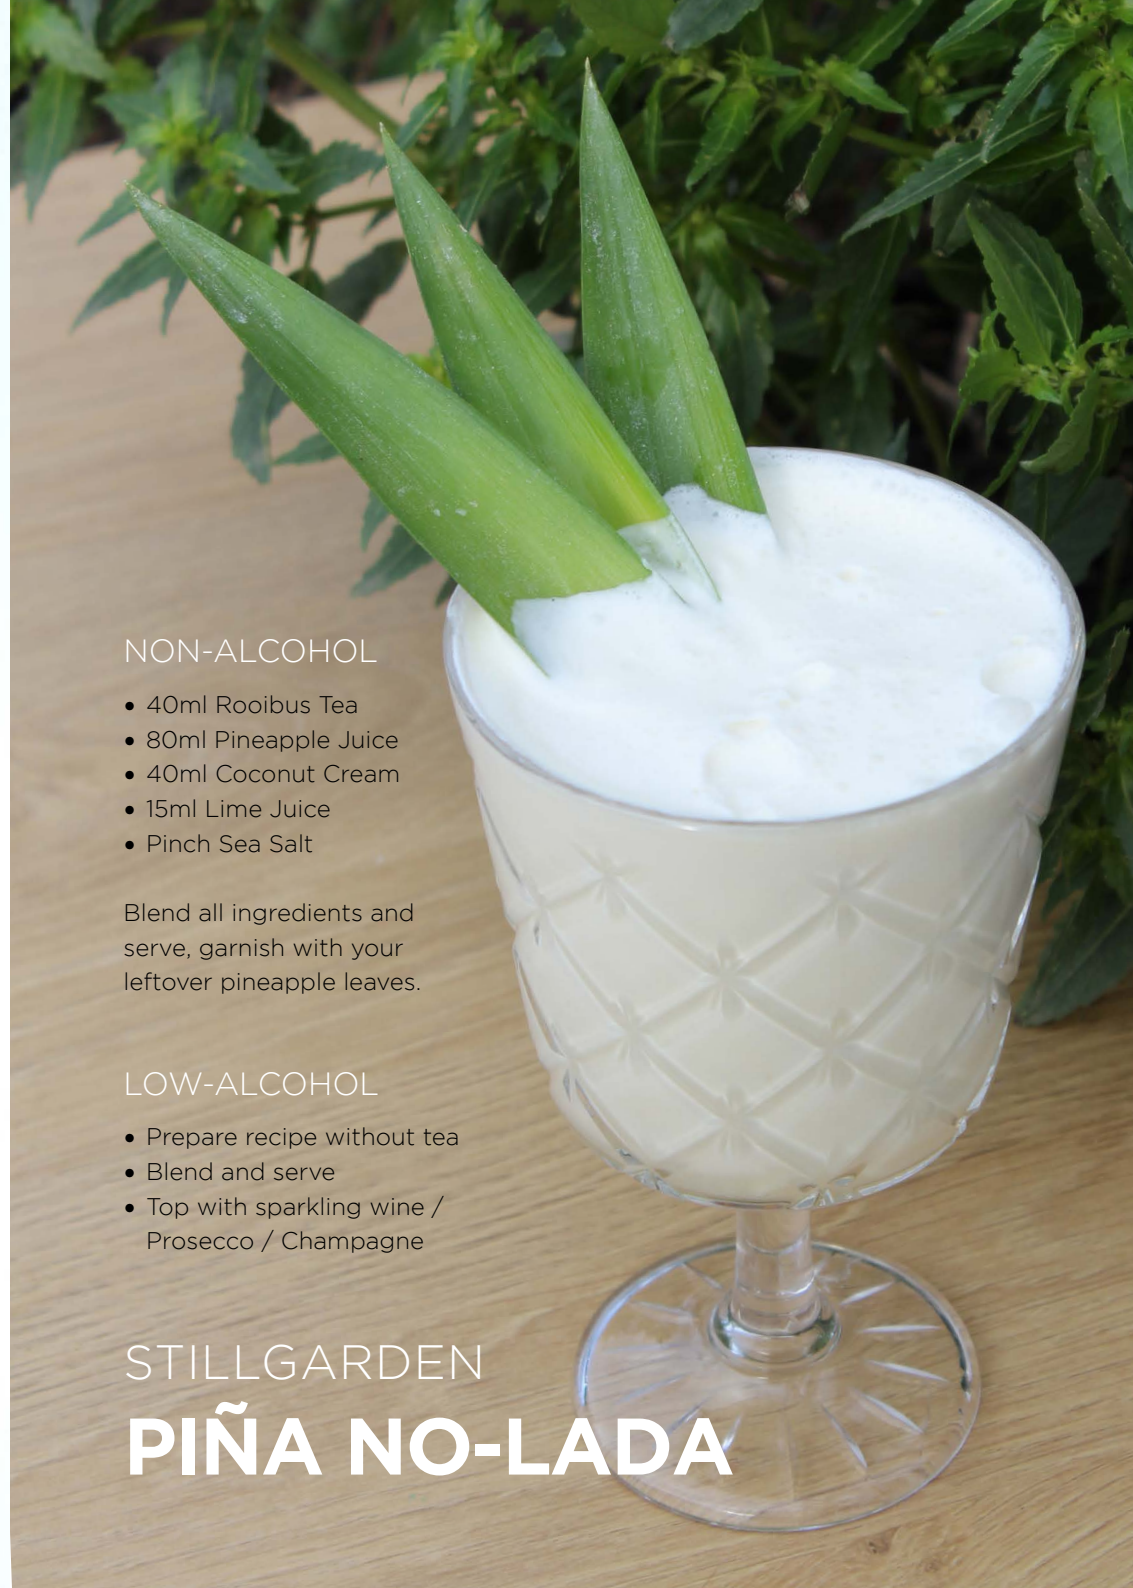 NON-ALCOHOL
• 40ml Rooibus Tea
• 80ml Pineapple Juice
• 40ml Coconut Cream
• 15ml Lime Juice
• Pinch Sea Salt
Blend all ingredients and
serve, garnish with your
leftover pineapple leaves.
LOW-ALCOHOL
• Prepare recipe without tea
• Blend and serve
• Top with sparkling wine /
Prosecco / Champagne
STILLGARDEN
PIÑA NO-LADA